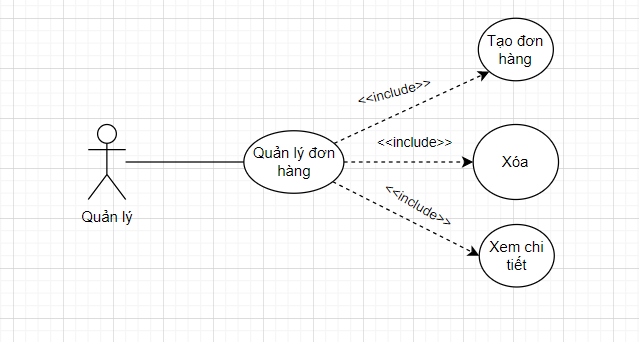 Tạo đơn
hàng
<<include>>
<<include>>
Quản lý đơn
hàng
Xóa
<<include>>
Quản lý
Xem chi
tiết